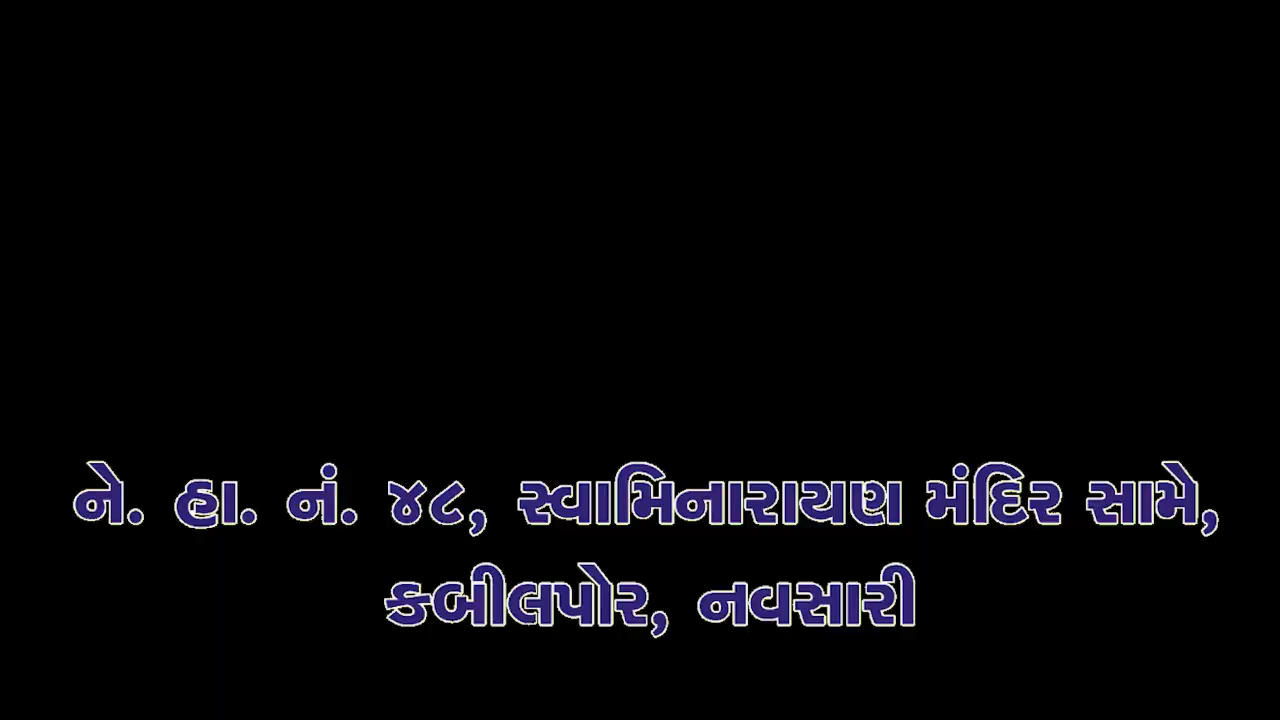 ને. હા. નં. ૪૮, સ્વામિનારાયણ મંદિર સામે,
કબીલપોર, નવસારી